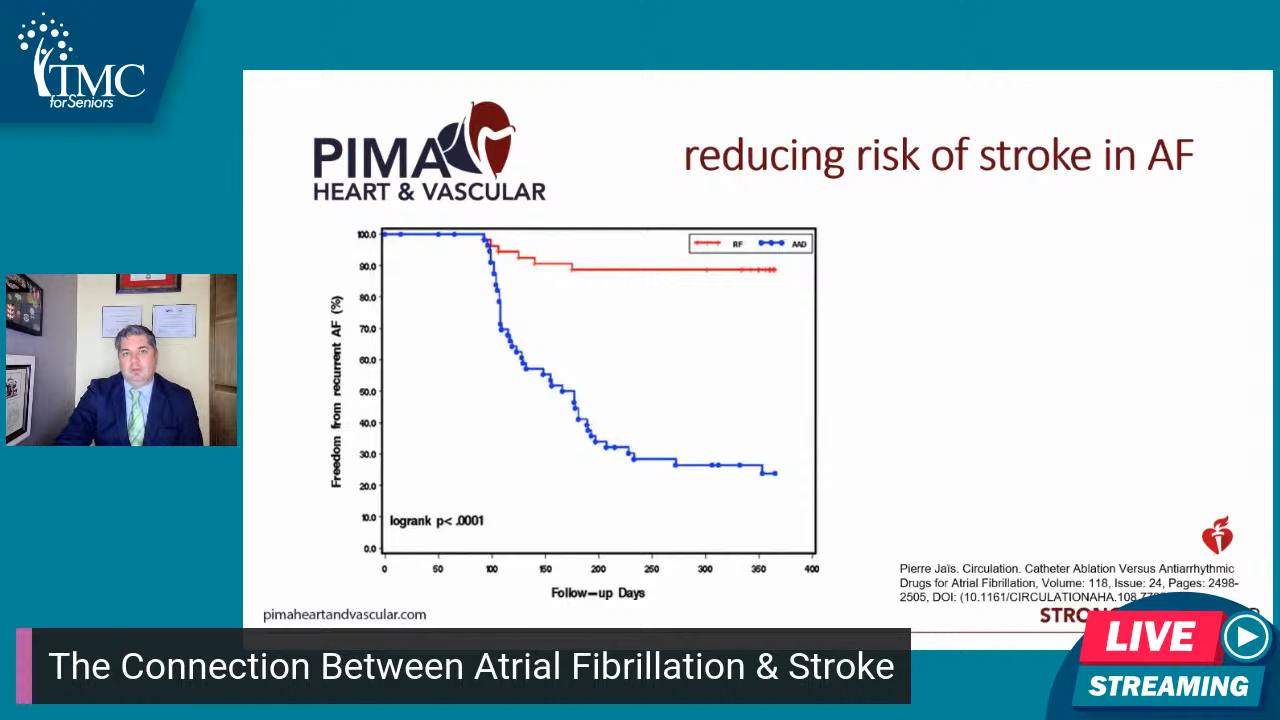 TMC
for Seniors
PIMA
HEART & VASCULAR
reducing risk of stroke in AF
RF
AAD
100.0
90.0
80.0
70.0
60.0
50.0
40.0
30.0
20.0
10.0
0.0
Freedom from recurrent AF (%)
logrank p< .0001
0 50 100 150 200 250 300 350 400
Follow-up Days
Pierre Jaïs. Circulation. Catheter Ablation Versus Antiarrhythmic
Drugs for Atrial Fibrillation, Volume: 118, Issue: 24, Pages: 2498-
2505, DOI: (10.1161/CIRCULATIONAHA.108
pimaheartandvascular.com
The Connection Between Atrial Fibrillation & Stroke
LIVE
STREAMING